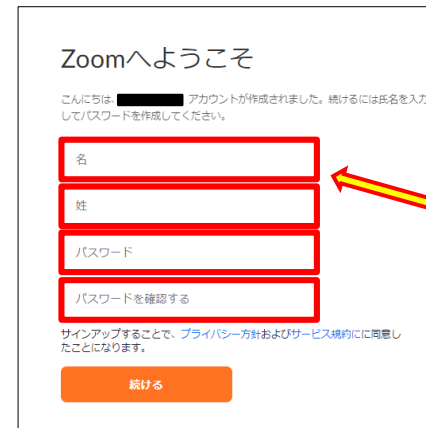 Zoomへようこそ
こんにちは、 アカウントが作成されました。続けるには氏名を入力
してパスワードを作成してください。
名
姓
パスワード
パスワードを確認する
サインアップすることで、プライバシー方針およびサービス規約にに同意し
たことになります。
続ける